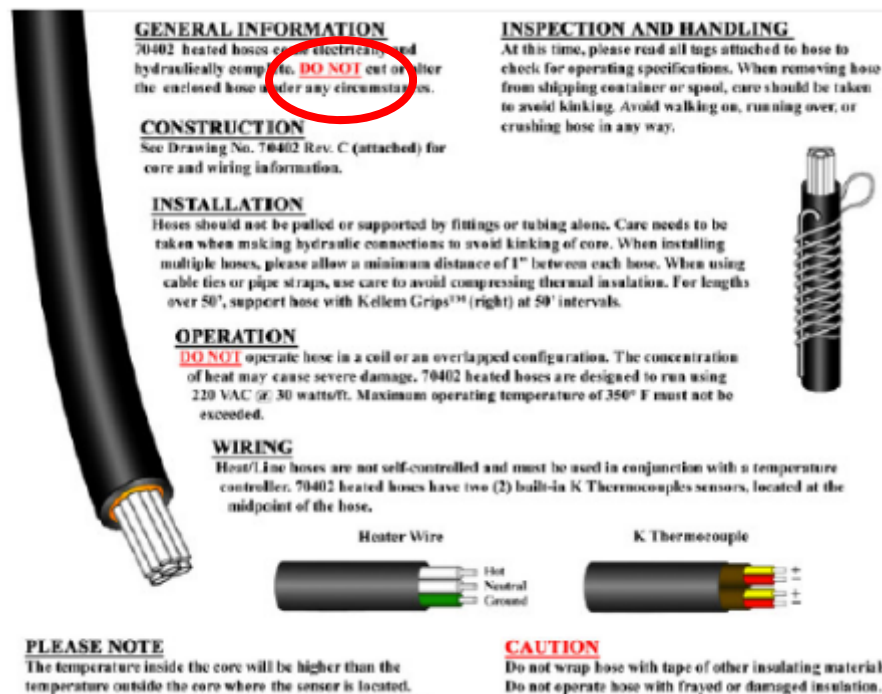 GENERAL INFORMATION
70402 heated hoses come electrically and
hydraulically complete. DO NOT cut or alter
the enclosed hose under any circumstances.
INSPECTION AND HANDLING
At this time, please read all tags attached to hose to
check for operating specifications. When removing hose
from shipping container or spool, care should be taken
to avoid kinking. Avoid walking on, running over, or
crushing hose in any way.
CONSTRUCTION
See Drawing No. 70402 Rev. C (attached) for
core and wiring information.
INSTALLATION
Hoses should not be pulled or supported by fittings or tubing alone. Care needs to be
taken when making hydraulic connections to avoid kinking of core. When installing
multiple hoses, please allow a minimum distance of 1" between each hose. When using
cable ties or pipe straps, use care to avoid compressing thermal insulation. For lengths
over 50', support hose with Kellem Grips™ (right) at 50' intervals.
OPERATION
DO NOT operate hose in a coil or an overlapped configuration. The concentration
of heat may cause severe damage. 70402 heated hoses are designed to run using
220 VAC @ 30 watts/ft. Maximum operating temperature of 350° F must not be
exceeded.
WIRING
Heat/Line hoses are not self-controlled and must be used in conjunction with a temperature
controller. 70402 heated hoses have two (2) built-in K Thermocouples sensors, located at the
midpoint of the hose.
Heater Wire
Hot
Neutral
Ground
K Thermocouple
+
−
+
−
PLEASE NOTE
The temperature inside the core will be higher than the
temperature outside the core where the sensor is located.
CAUTION
Do not wrap hose with tape of other insulating material
Do not operate hose with frayed or damaged insulation.